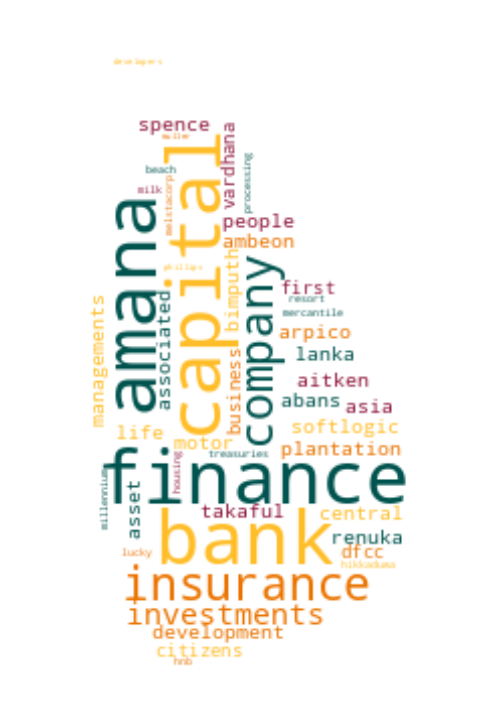 developers
spence
muller
vardhana
capital
beach
processing
milk
melstacorp
amana
people
ambeon
phillips
bimputh
company
first
resort
mercantile
managements
associated
arpico
business
lanka
aitken
abans
asia
life
motor
softlogic
plantation
housing
treasuries
finance
millennium
asset
takaful
central
bank
renuka
lucky
dfcc
hikkaduwa
insurance
investments
development
citizens
hnb